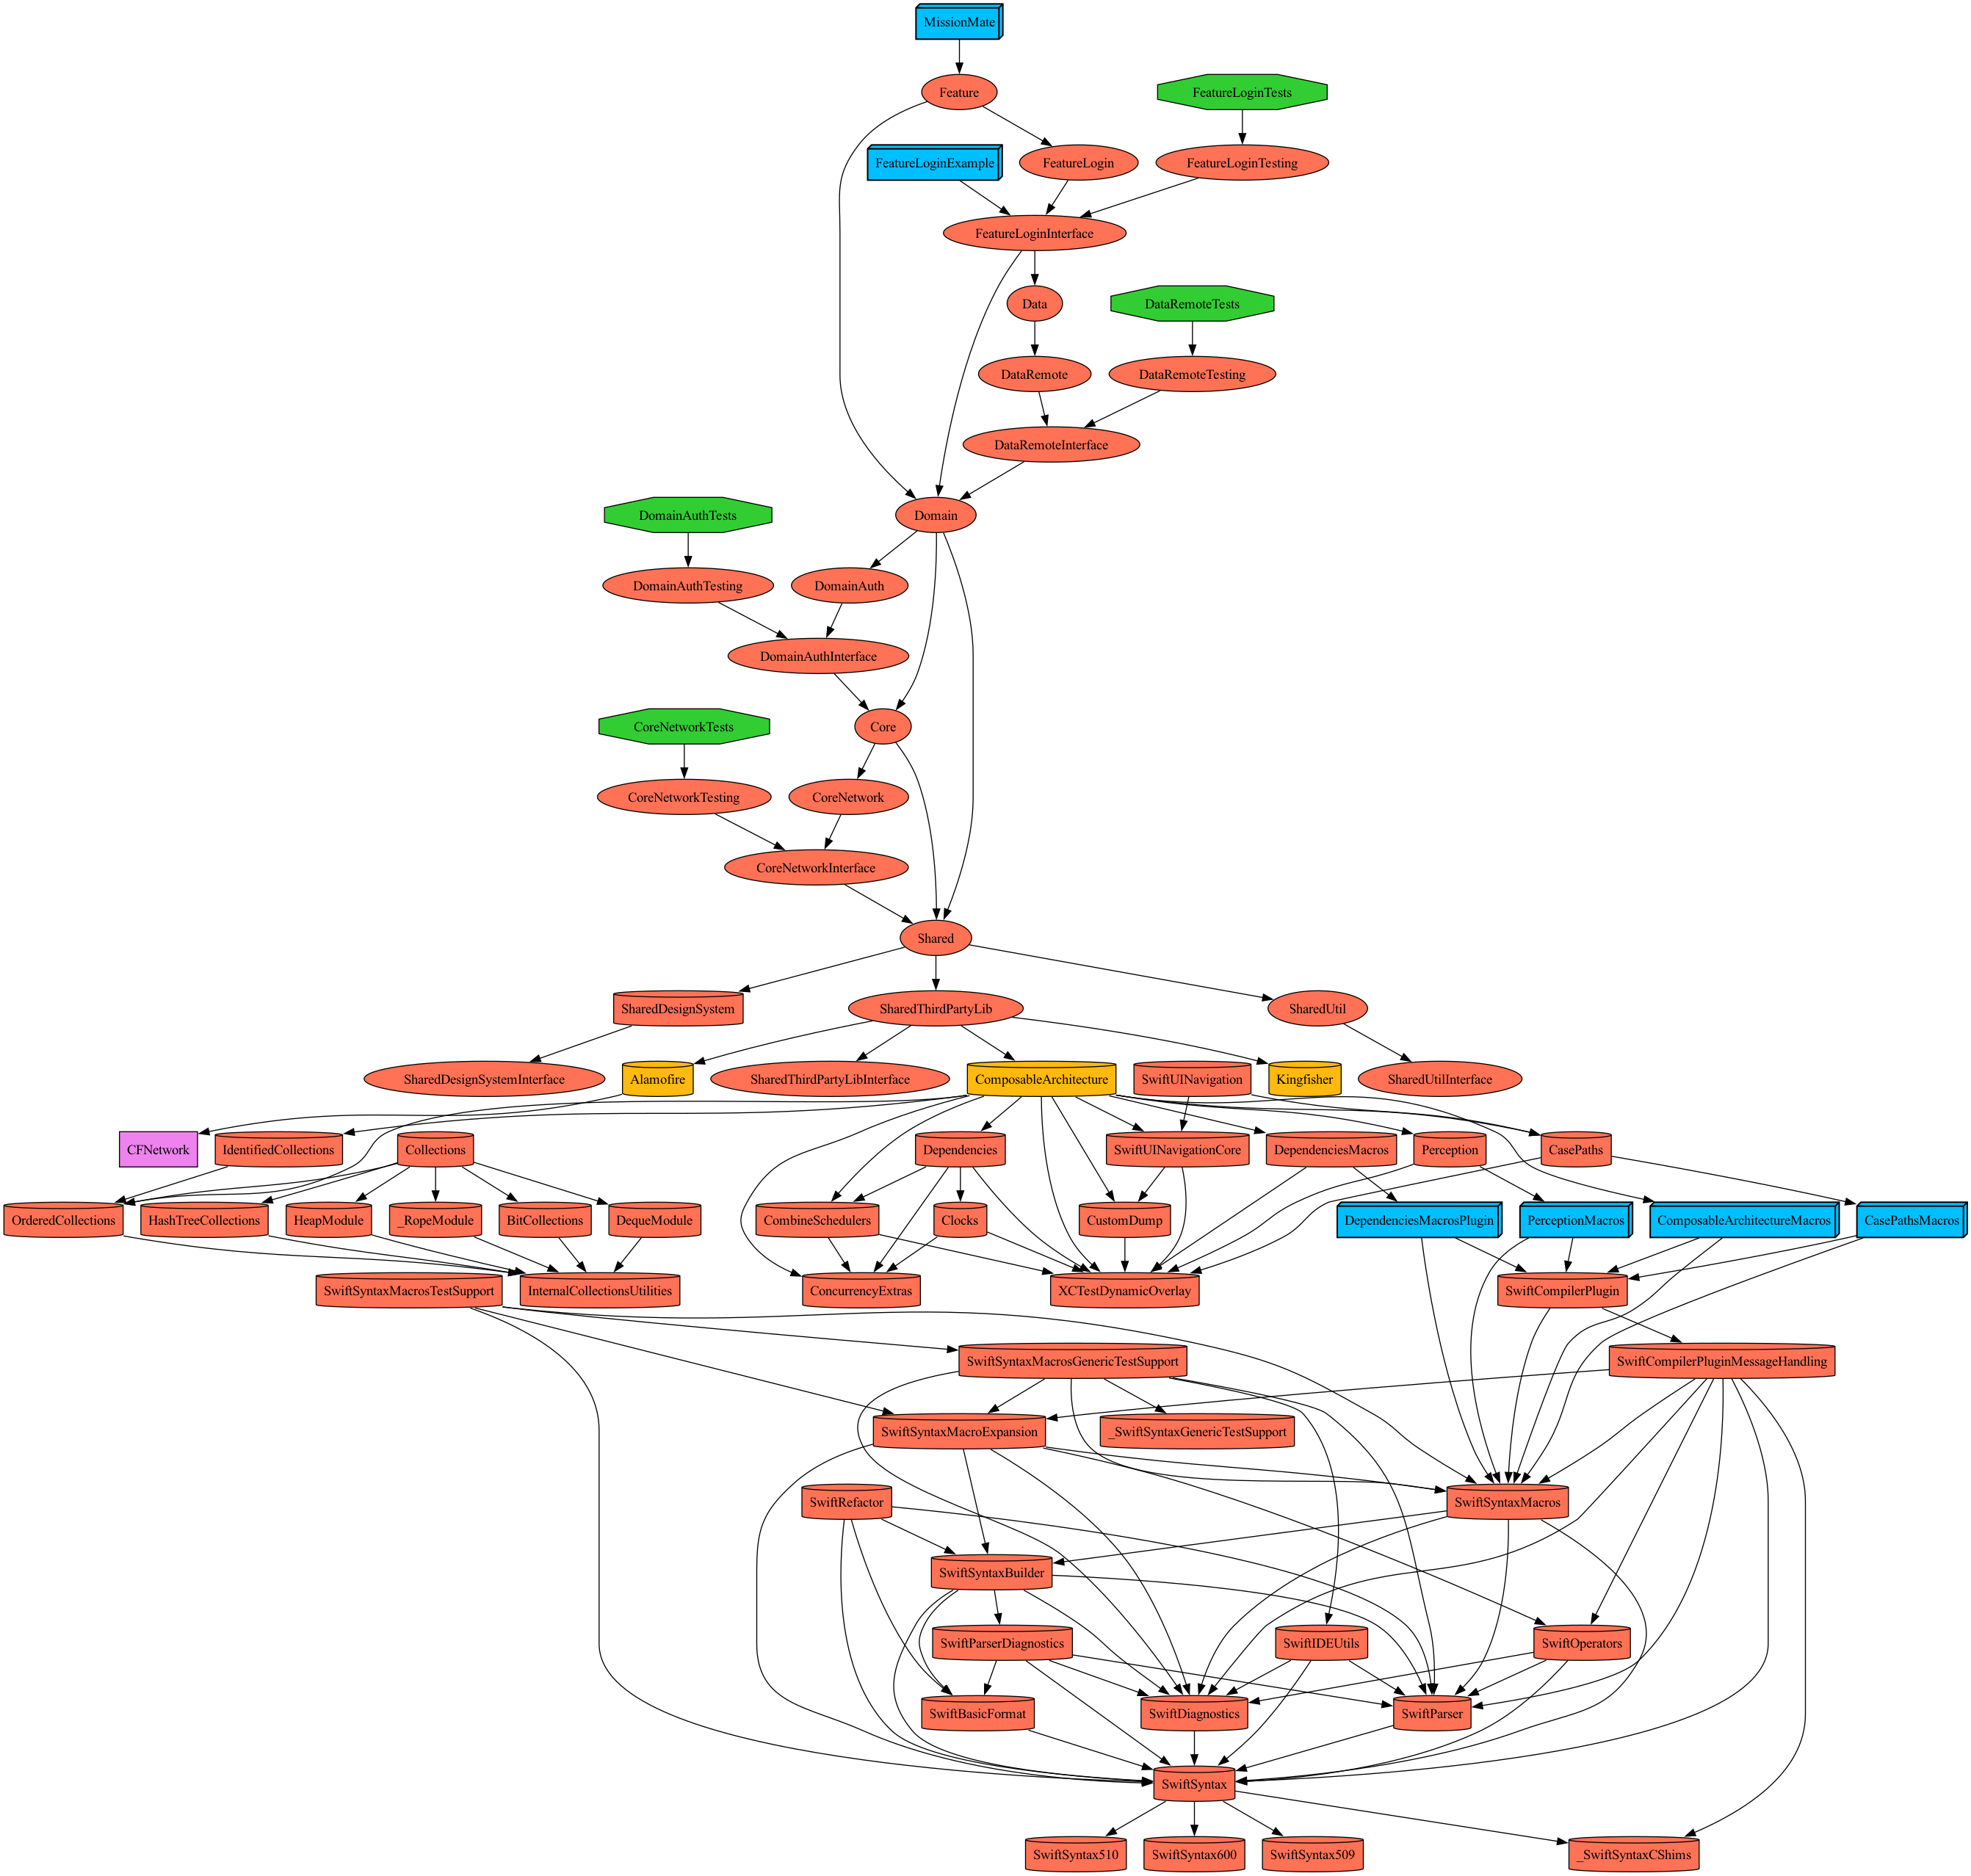 MissionMate
Feature
FeatureLoginTests
FeatureLoginExample
FeatureLogin
FeatureLoginTesting
FeatureLoginInterface
Data
DataRemoteTests
DataRemote
DataRemoteTesting
DataRemoteInterface
DomainAuthTests
Domain
DomainAuthTesting
DomainAuth
DomainAuthInterface
CoreNetworkTests
Core
CoreNetworkTesting
CoreNetwork
CoreNetworkInterface
Shared
SharedDesignSystem
SharedThirdPartyLib
SharedUtil
SharedDesignSystemInterface
Alamofire
SharedThirdPartyLibInterface
ComposableArchitecture
SwiftUINavigation
Kingfisher
SharedUtilInterface
CFNetwork
IdentifiedCollections
Collections
Dependencies
SwiftUINavigationCore
DependenciesMacros
Perception
CasePaths
OrderedCollections
HashTreeCollections
HeapModule
_RopeModule
BitCollections
DequeModule
CombineSchedulers
Clocks
CustomDump
DependenciesMacrosPlugin
PerceptionMacros
ComposableArchitectureMacros
CasePathsMacros
SwiftSyntaxMacrosTestSupport
InternalCollectionsUtilities
ConcurrencyExtras
XCTestDynamicOverlay
SwiftCompilerPlugin
SwiftSyntaxMacrosGenericTestSupport
SwiftCompilerPluginMessageHandling
SwiftSyntaxMacroExpansion
_SwiftSyntaxGenericTestSupport
SwiftRefactor
SwiftSyntaxMacros
SwiftSyntaxBuilder
SwiftParserDiagnostics
SwiftIDEUtils
SwiftOperators
SwiftBasicFormat
SwiftDiagnostics
SwiftParser
SwiftSyntax
SwiftSyntax510
SwiftSyntax600
SwiftSyntax509
_SwiftSyntaxCShims